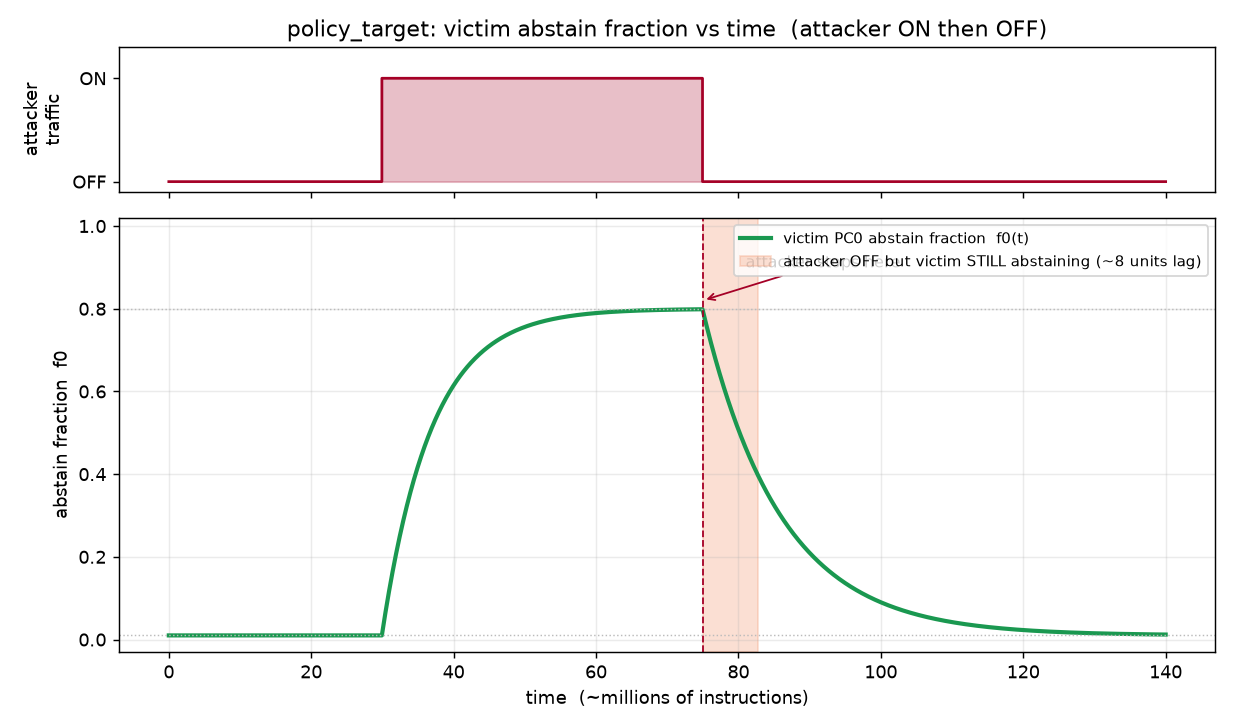 policy_target: victim abstain fraction vs time (attacker ON then OFF)
attacker
traffic
ON
OFF
1.0
0.8
0.6
0.4
0.2
0.0
abstain fraction f0
victim PC0 abstain fraction f0(t)
attacker OFF but victim STILL abstaining (~8 units lag)
0
20
40
60
80
100
120
140
time (~millions of instructions)